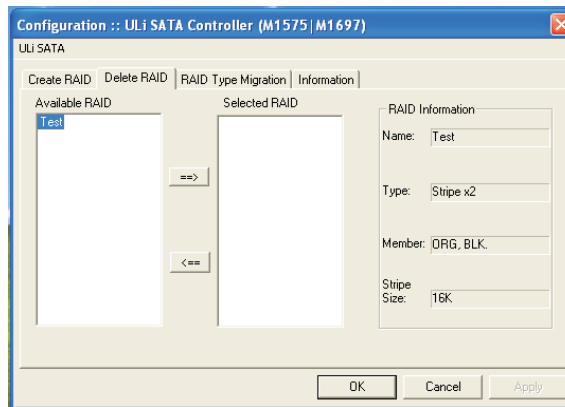 Configuration :: ULi SATA Controller (M1575|M1697)
ULi SATA
Create RAID Delete RAID RAID Type Migration Information
Available RAID Selected RAID RAID Information
Test
Name: Test
==>
Type: Stripe x2
Member: ORG, BLK.
<==
Stripe
Size: 16K
OK Cancel Apply